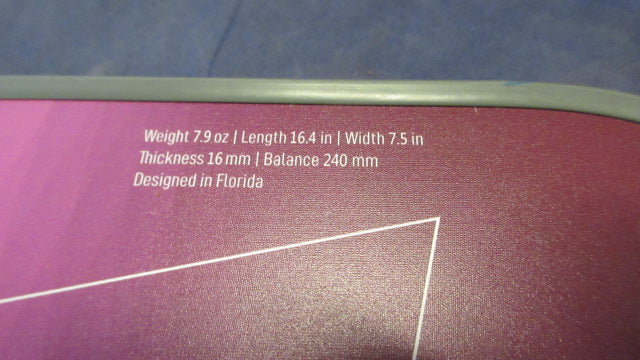 Weight 7.9 oz | Length 16.4 in | Width 7.5 in
Thickness 16 mm | Balance 240 mm
Designed in Florida